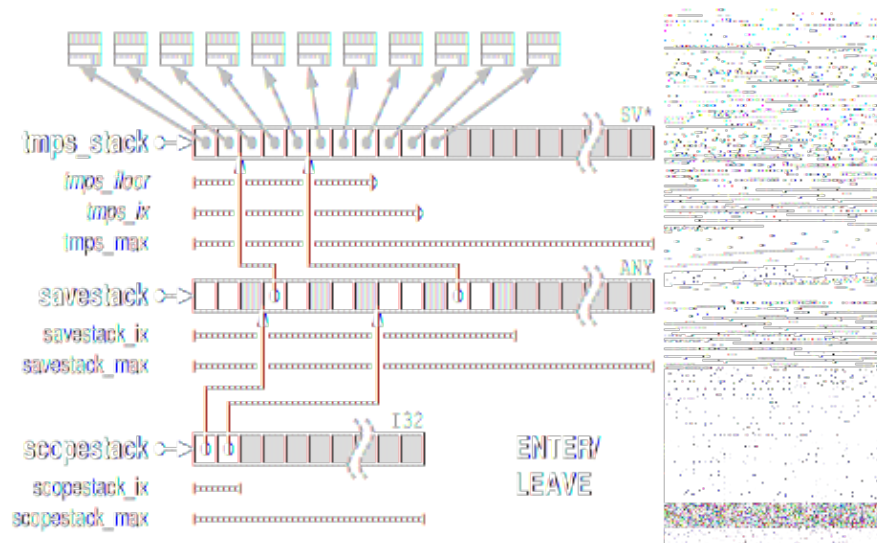 SV*
tmps_stack
tmps_floor
tmps_ix
tmps_max
ANY
savestack
savestack_ix
savestack_max
I32
scopestack
ENTER/
LEAVE
scopestack_ix
scopestack_max